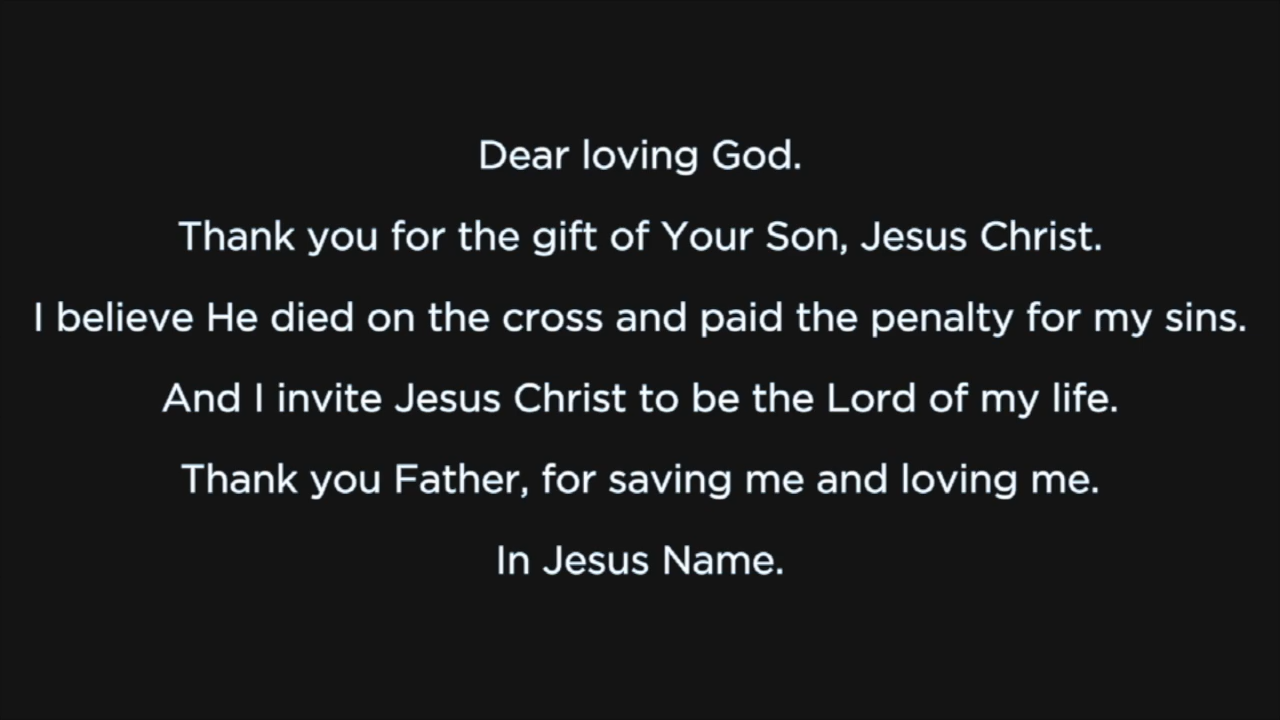 Dear loving God.
Thank you for the gift of Your Son, Jesus Christ.
I believe He died on the cross and paid the penalty for my sins.
And I invite Jesus Christ to be the Lord of my life.
Thank you Father, for saving me and loving me.
In Jesus Name.